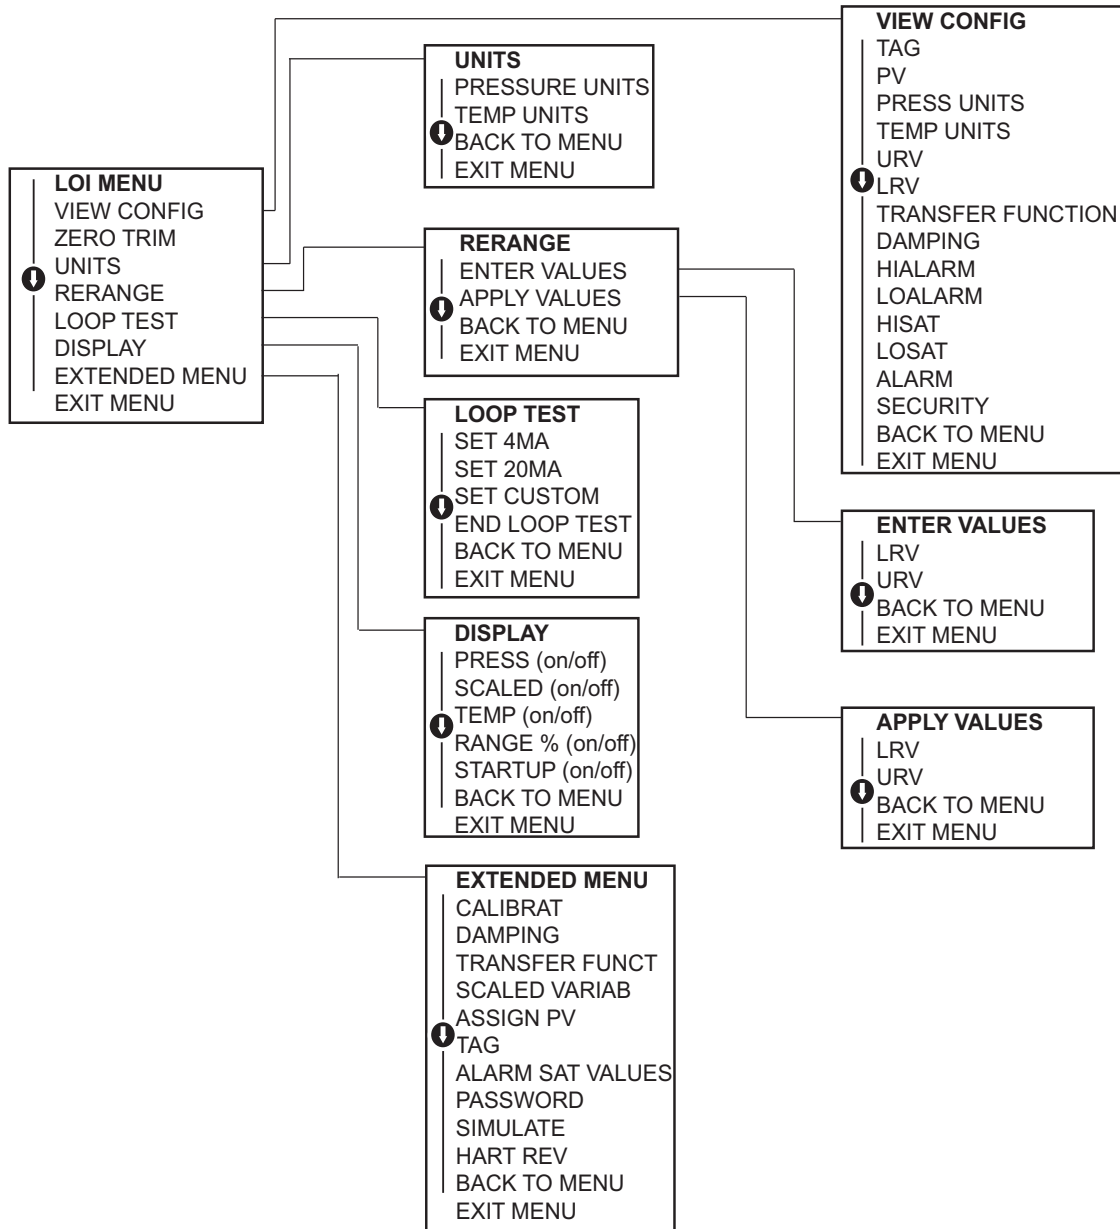 LOI MENU
VIEW CONFIG
ZERO TRIM
UNITS
RERANGE
LOOP TEST
DISPLAY
EXTENDED MENU
EXIT MENU
UNITS
PRESSURE UNITS
TEMP UNITS
BACK TO MENU
EXIT MENU
RERANGE
ENTER VALUES
APPLY VALUES
BACK TO MENU
EXIT MENU
LOOP TEST
SET 4MA
SET 20MA
SET CUSTOM
END LOOP TEST
BACK TO MENU
EXIT MENU
DISPLAY
PRESS (on/off)
SCALED (on/off)
TEMP (on/off)
RANGE % (on/off)
STARTUP (on/off)
BACK TO MENU
EXIT MENU
EXTENDED MENU
CALIBRAT
DAMPING
TRANSFER FUNCT
SCALED VARIAB
ASSIGN PV
TAG
ALARM SAT VALUES
PASSWORD
SIMULATE
HART REV
BACK TO MENU
EXIT MENU
VIEW CONFIG
TAG
PV
PRESS UNITS
TEMP UNITS
URV
LRV
TRANSFER FUNCTION
DAMPING
HIALARM
LOALARM
HISAT
LOSAT
ALARM
SECURITY
BACK TO MENU
EXIT MENU
ENTER VALUES
LRV
URV
BACK TO MENU
EXIT MENU
APPLY VALUES
LRV
URV
BACK TO MENU
EXIT MENU